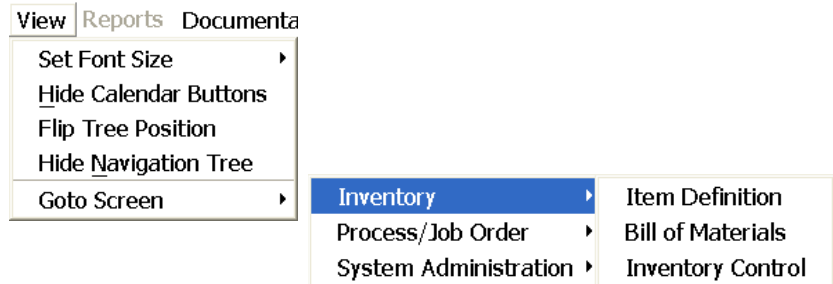 View Reports Documenta
Set Font Size
Hide Calendar Buttons
Flip Tree Position
Hide Navigation Tree
Goto Screen
Inventory
Process/Job Order
System Administration
Item Definition
Bill of Materials
Inventory Control